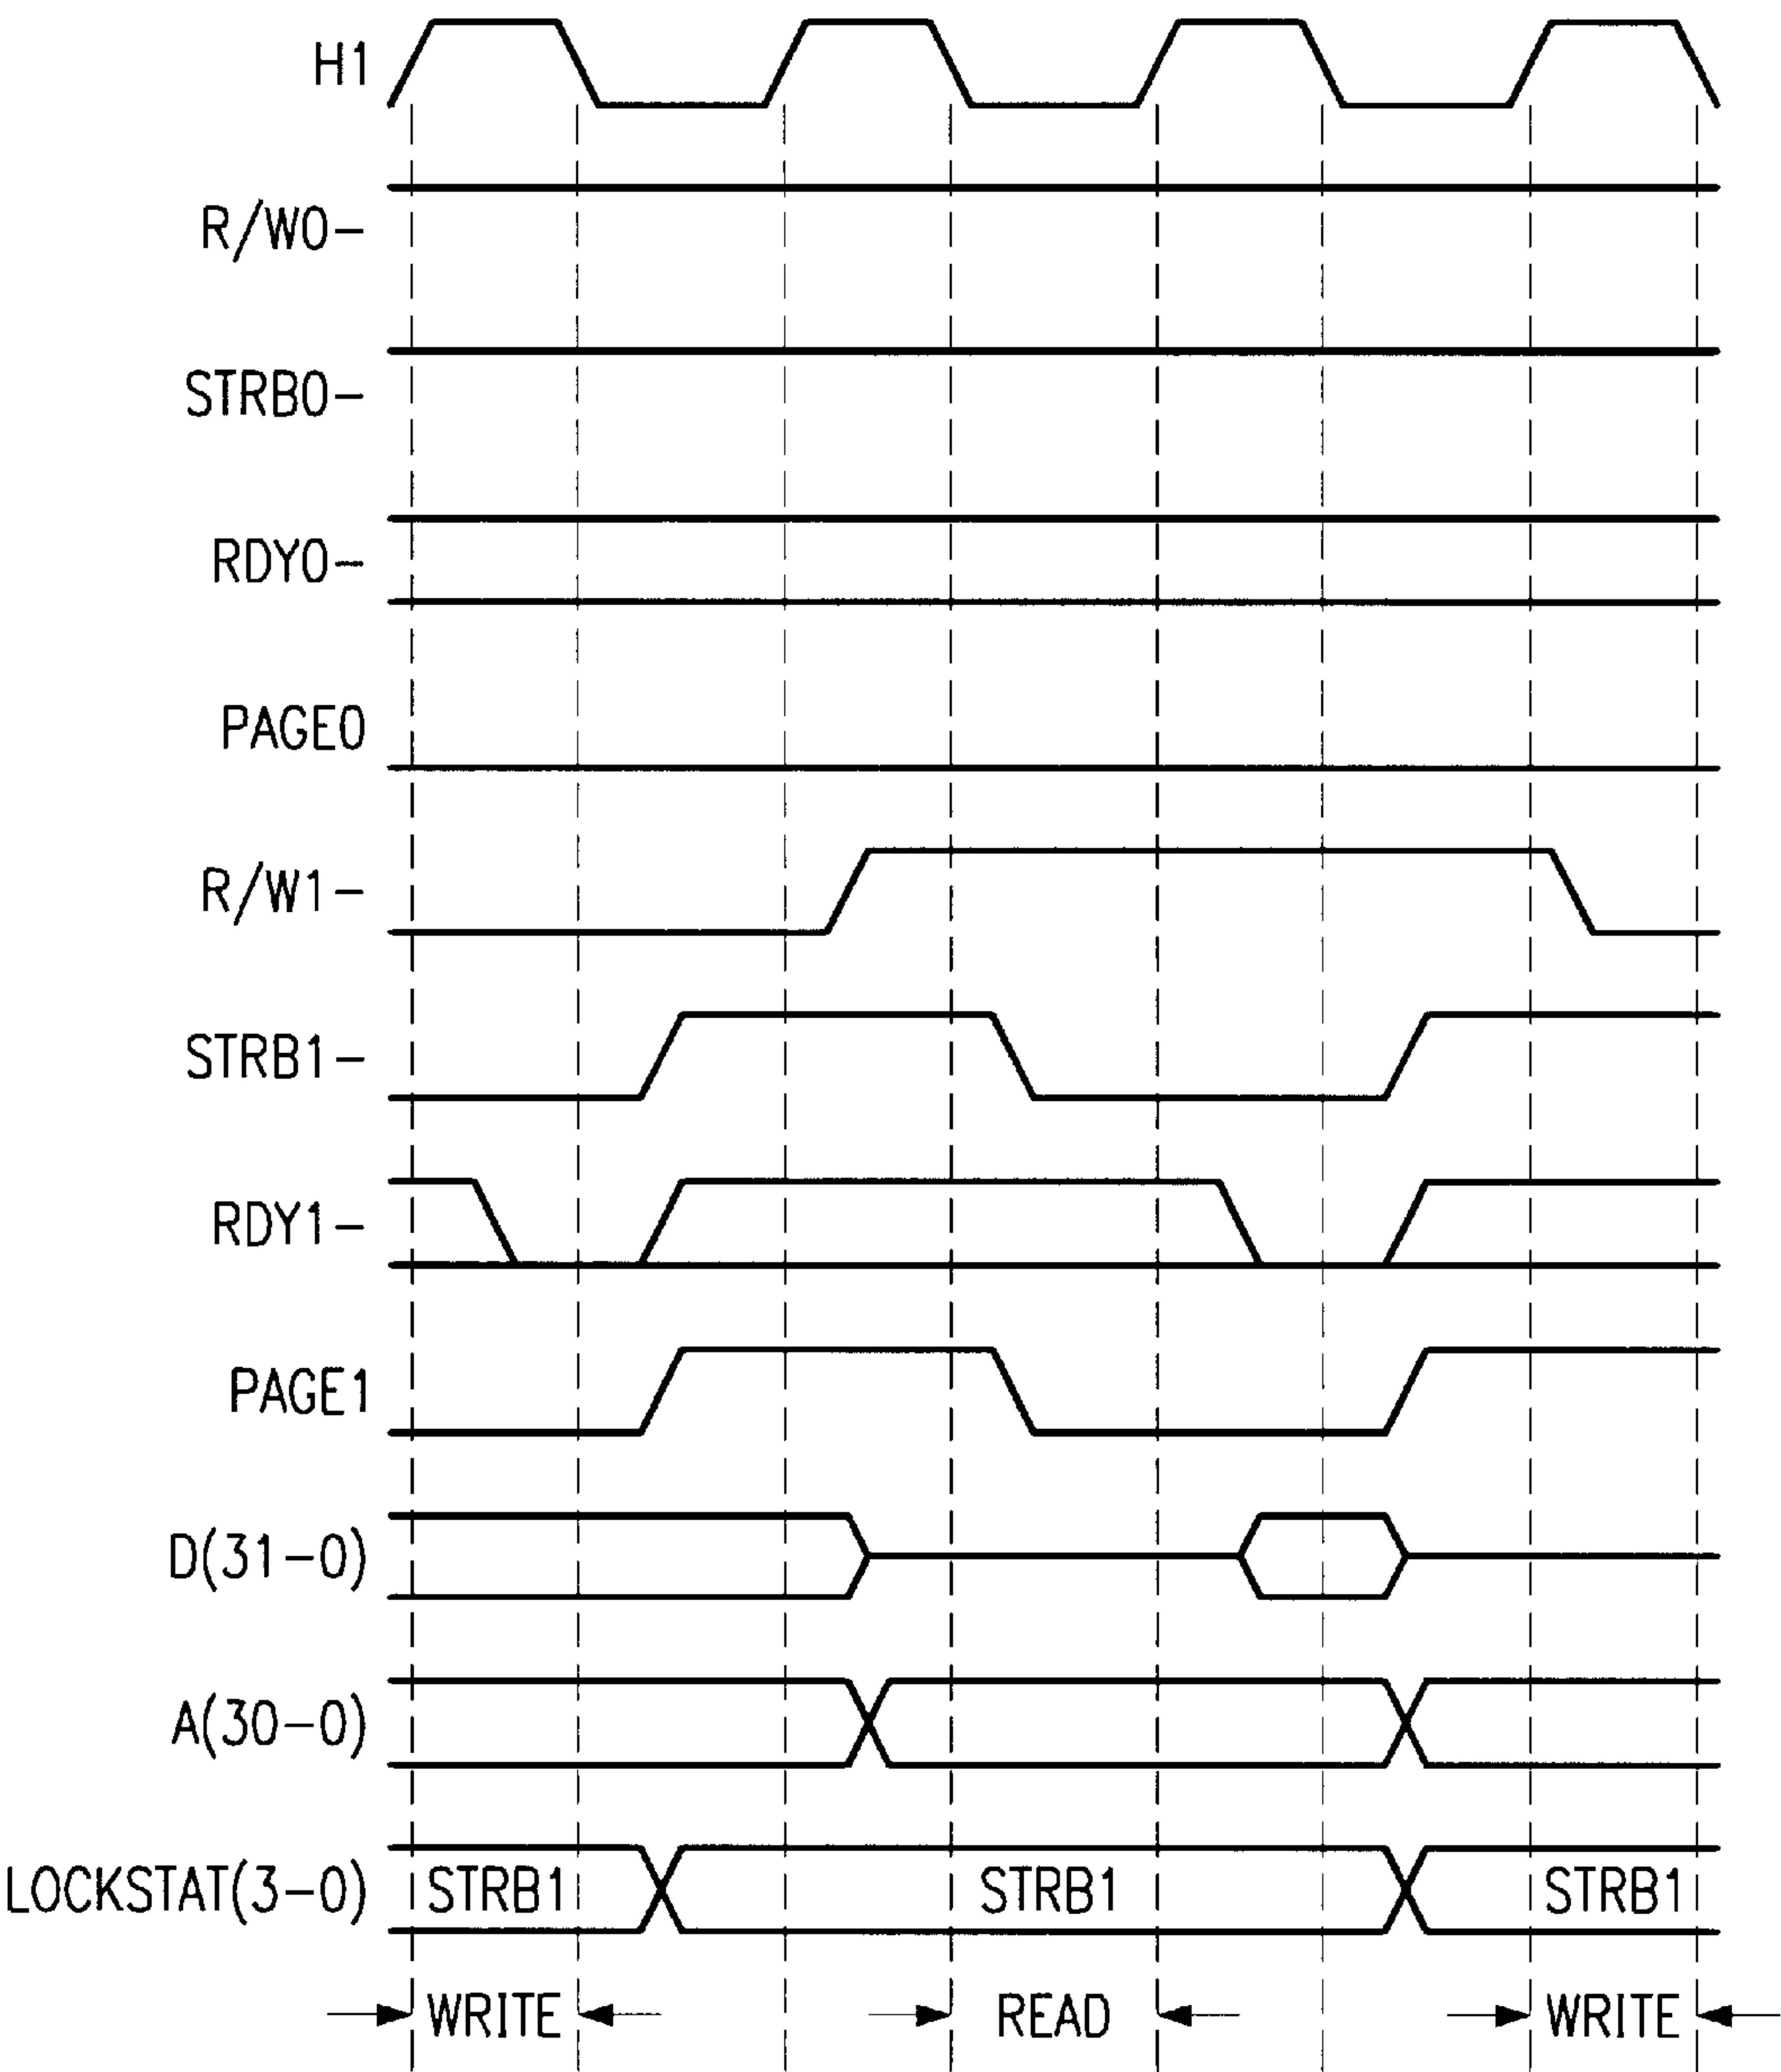 H1
R/W0-
STRB0-
RDY0-
PAGE0
R/W1-
STRB1-
RDY1-
PAGE1
D(31-0)
A(30-0)
LOCKSTAT(3-0) STRB1 STRB1 STRB1
WRITE READ WRITE